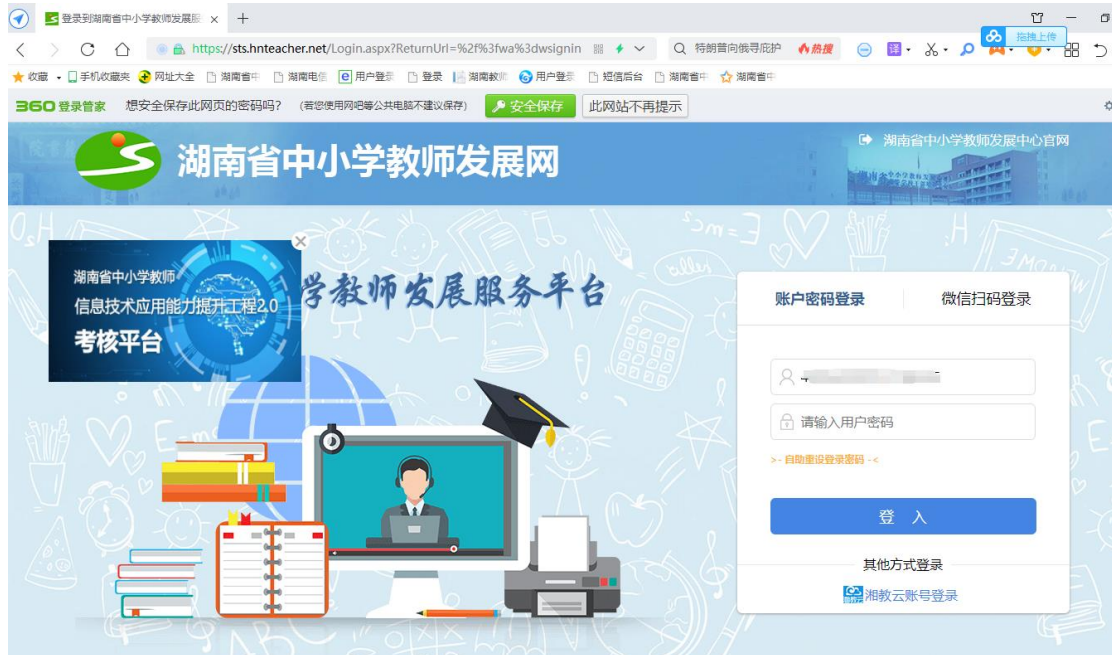 登录到湖南省中小学教师发展
https://sts.hnteacher.net/Login.aspx?ReturnUrl=%2f%3fwa%3dwsignin
特朗普向俄寻庇护
热搜
译
拖拽上传
收藏
手机收藏夹
网址大全
湖南省中
湖南电信
用户登录
登录
湖南教师
用户登录
短信后台
湖南省中
湖南省中
360登录管家
想安全保存此网页的密码吗?
(若您使用网吧等公共电脑不建议保存)
安全保存
此网站不再提示
湖南省中小学教师发展网
湖南省中小学教师发展中心官网
湖南省中小学教师
信息技术应用能力提升工程2.0
考核平台
学教师发展服务平台
账户密码登录
微信扫码登录
请输入用户密码
>- 自助重设登录密码 -<
登 入
其他方式登录
湘教云账号登录